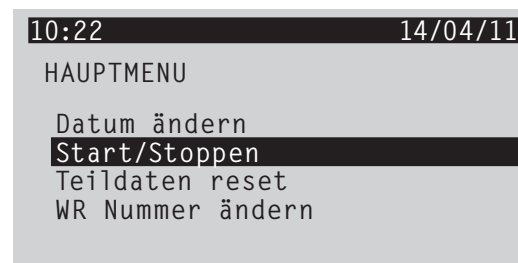 10:22 14/04/11
HAUPTMENU
Datum ändern
Start/Stoppen
Teildaten reset
WR Nummer ändern